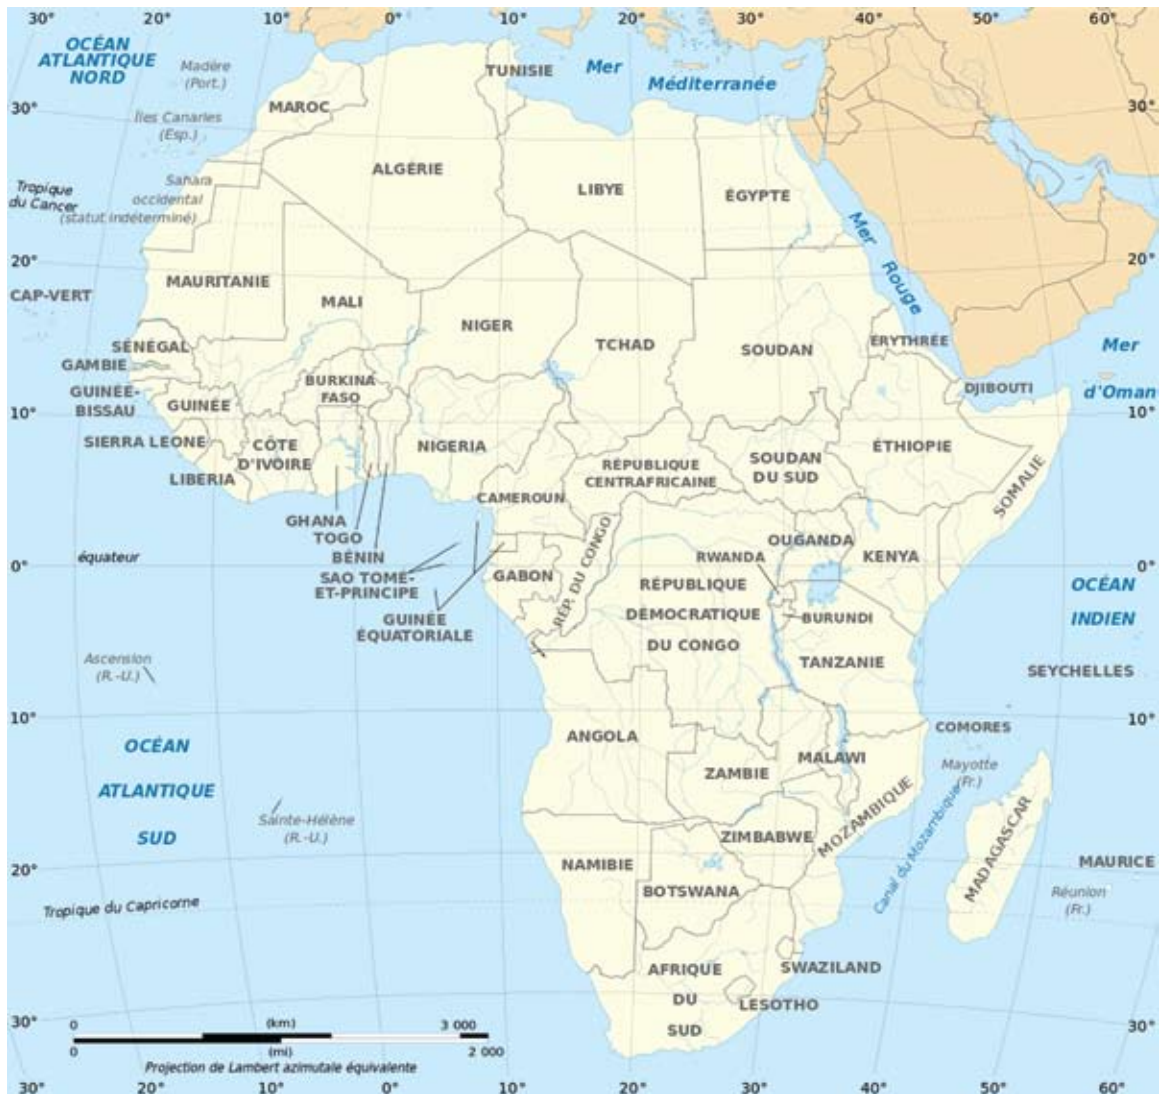 30°
20°
10°
0°
10°
20°
30°
40°
50°
60°
OCÉAN
ATLANTIQUE
NORD
Madère
(Port.)
TUNISIE
Mer
Méditerranée
30°
MAROC
30°
Îles Canaries
(Esp.)
ALGÉRIE
LIBYE
ÉGYPTE
Tropique
du Cancer
Sahara
occidental
(statut indéterminé)
Mer
Rouge
20°
20°
CAP-VERT
MAURITANIE
MALI
NIGER
TCHAD
SOUDAN
ÉRYTHRÉE
Mer
d'Oman
SÉNÉGAL
GAMBIE
GUINÉE-
BISSAU
GUINÉE
BURKINA
FASO
DJIBOUTI
10°
10°
SIERRA LEONE
CÔTE
D'IVOIRE
NIGERIA
ÉTHIOPIE
LIBERIA
RÉPUBLIQUE
CENTRAFRICAINE
SOUDAN
DU SUD
SOMALIE
CAMEROUN
GHANA
TOGO
BÉNIN
SAO TOMÉ-
ET-PRINCIPE
GUINÉE
ÉQUATORIALE
équateur
0°
GABON
RÉP. DU CONGO
RWANDA
OUGANDA
KENYA
0°
RÉPUBLIQUE
DÉMOCRATIQUE
DU CONGO
BURUNDI
TANZANIE
OCÉAN
INDIEN
SEYCHELLES
Ascension
(R.-U.)
10°
10°
OCÉAN
ATLANTIQUE
SUD
ANGOLA
COMORES
ZAMBIE
MALAWI
Mayotte
(Fr.)
Sainte-Hélène
(R.-U.)
MOZAMBIQUE
Canal du Mozambique
MADAGASCAR
ZIMBABWE
NAMIBIE
BOTSWANA
MAURICE
Réunion
(Fr.)
20°
20°
Tropique du Capricorne
AFRIQUE
DU
SUD
SWAZILAND
LESOTHO
30°
30°
0 (km) 3 000
0 (mi) 2 000
Projection de Lambert azimutale équivalente
30°
20°
10°
0°
10°
20°
30°
40°
50°
60°